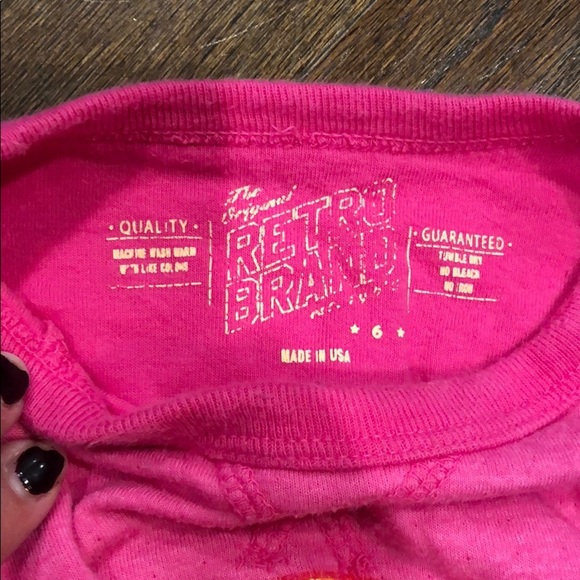 The
Original
RETRO
BRAND
· QUALITY ·
MACHINE WASH WARM
WITH LIKE COLORS
· GUARANTEED ·
TUMBLE DRY
NO BLEACH
NO IRON
★ 6 ★
MADE IN USA